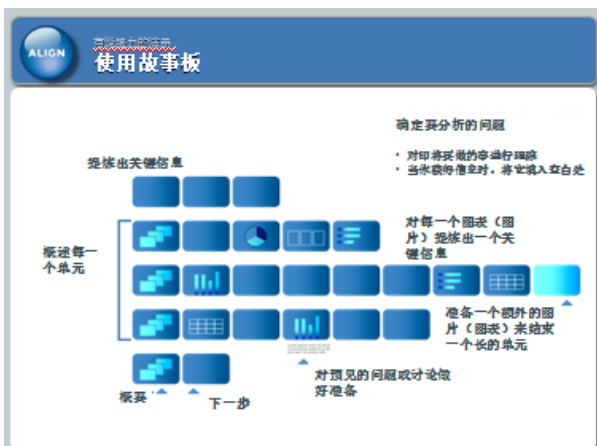 ALIGN
使用故事板
确定要分析的问题
· 对即将要做的事进行跟踪
· 当你获得信息时，将它填入空白处
提炼出关键信息
对每一个图表（图
片）提炼出一个关
键信息
概述每一
个单元
准备一个额外的图
片（图表）来结束
一个长的单元
对预见的问题或讨论做
好准备
概要
下一步